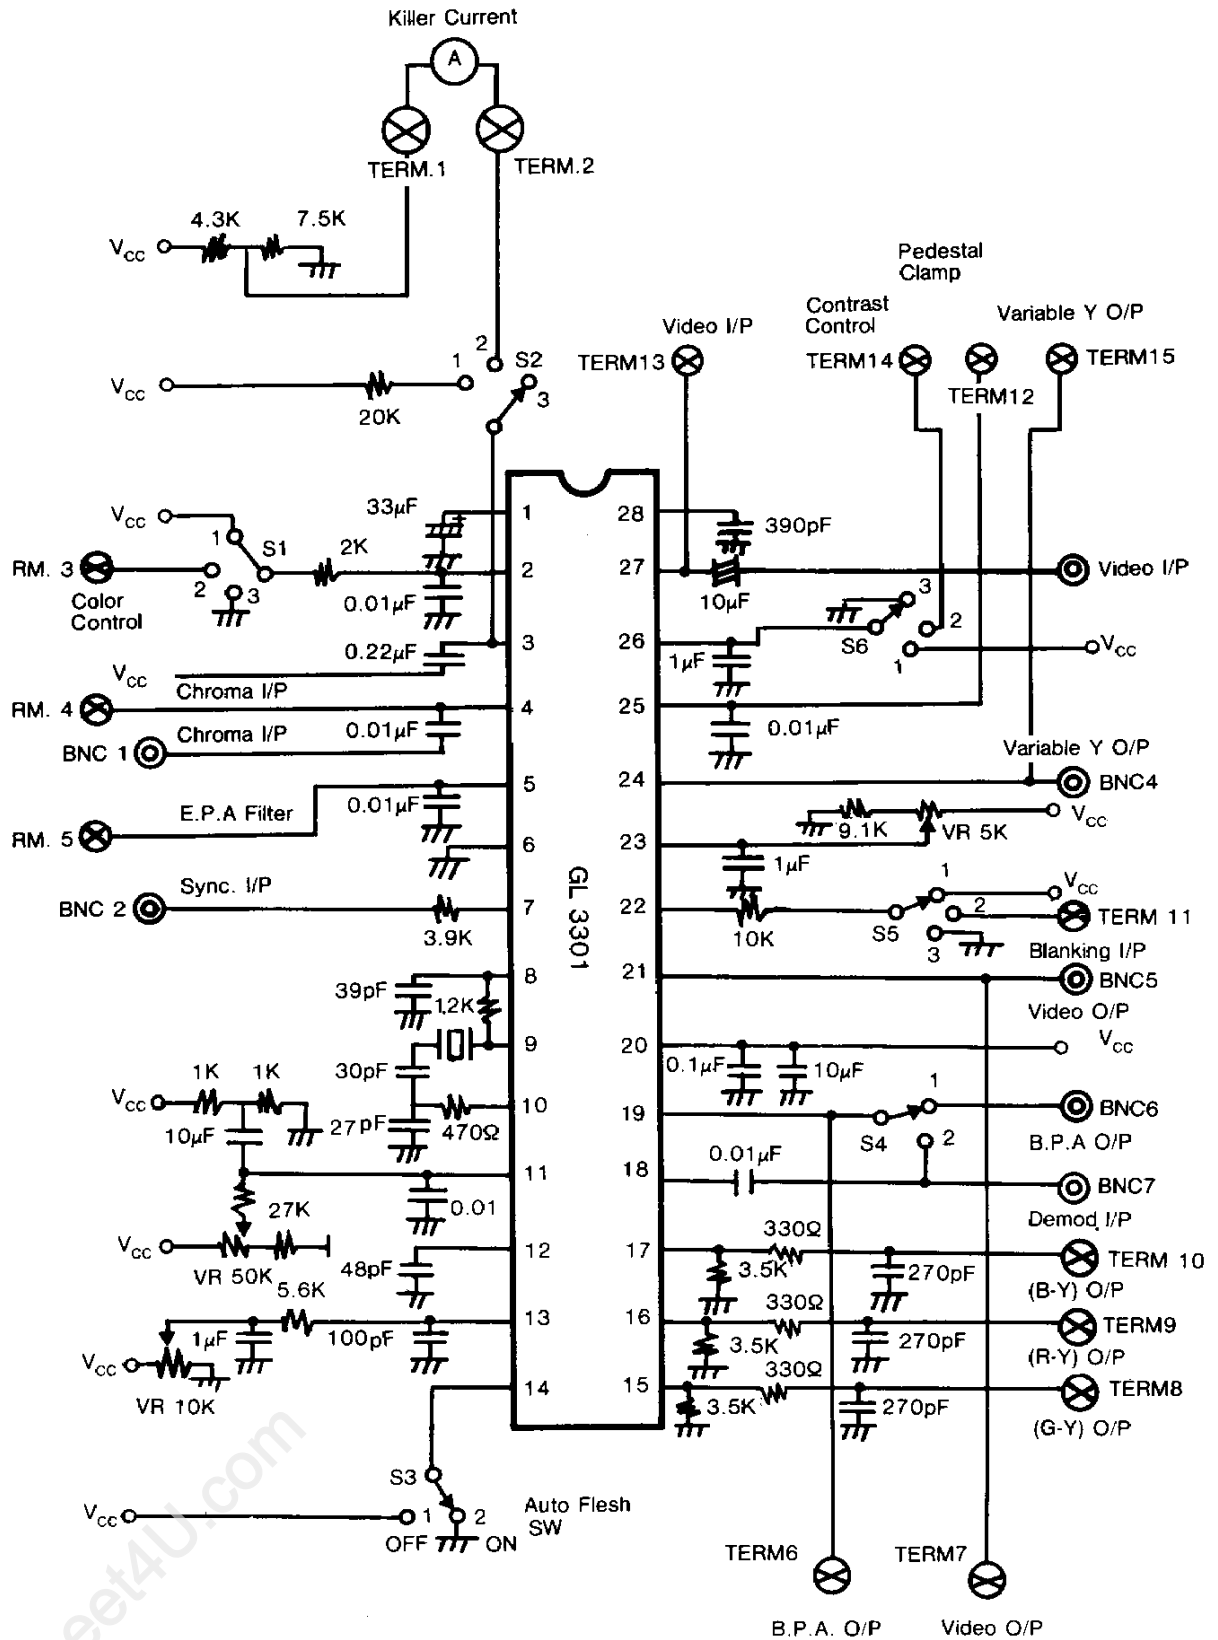 Killer Current
A
TERM.1
TERM.2
4.3K
7.5K
VCC
Pedestal
Clamp
Contrast
Control
Variable Y O/P
Video I/P
TERM13
TERM14
TERM12
TERM15
VCC
20K
1
2
S2
3
GL 3301
33µF
1
28
390pF
VCC
1
S1
2K
RM. 3
2
3
Color
Control
2
0.01µF
27
10µF
Video I/P
3
S6
2
1
VCC
3
0.22µF
VCC
26
1µF
Chroma I/P
RM. 4
4
25
0.01µF
Chroma I/P
BNC 1
0.01µF
Variable Y O/P
24
BNC4
5
0.01µF
E.P.A Filter
RM. 5
9.1K
VR 5K
VCC
6
23
1µF
Sync. I/P
BNC 2
3.9K
7
22
10K
S5
1
VCC
2
TERM 11
3
Blanking I/P
8
39pF
1.2K
21
BNC5
Video O/P
9
30pF
20
0.1µF
10µF
VCC
1K
1K
VCC
10µF
27pF
470Ω
10
19
S4
1
BNC6
B.P.A O/P
2
11
0.01
18
0.01µF
BNC7
Demod. I/P
27K
VCC
VR 50K
12
48pF
17
3.5K
330Ω
270pF
TERM 10
(B-Y) O/P
5.6K
1µF
100pF
13
16
3.5K
330Ω
270pF
TERM9
(R-Y) O/P
VCC
VR 10K
14
15
3.5K
330Ω
270pF
TERM8
(G-Y) O/P
S3
VCC
1
2
OFF
ON
Auto Flesh
SW
TERM6
TERM7
B.P.A. O/P
Video O/P
eet4U.com